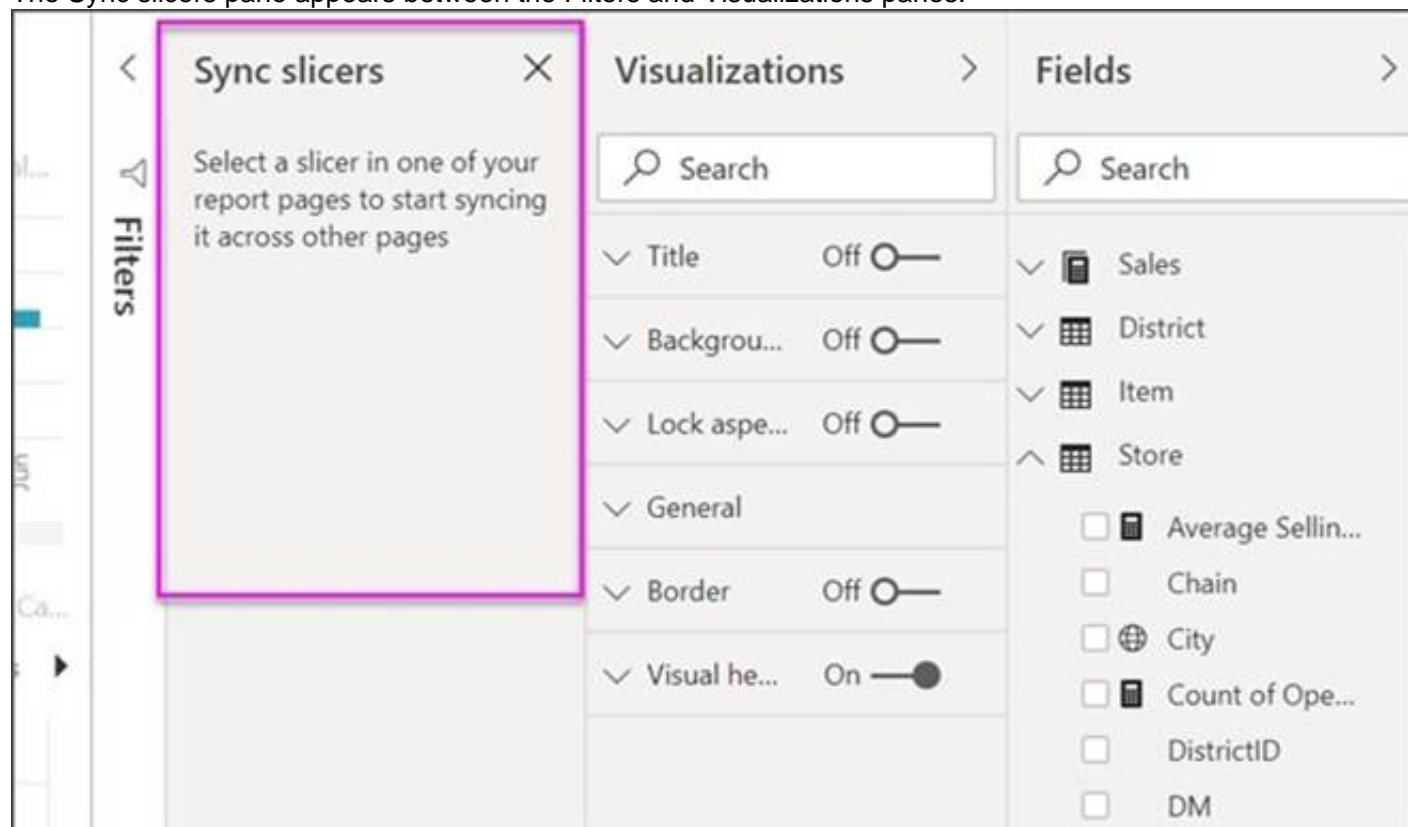 The Sync slicers pane appears between the Filters and Visualizations panes.
Filters
Sync slicers
Select a slicer in one of your
report pages to start syncing
it across other pages
Visualizations
Search
Title Off
Backgrou... Off
Lock aspe... Off
General
Border Off
Visual he... On
Fields
Search
Sales
District
Item
Store
Average Sellin...
Chain
City
Count of Ope...
DistrictID
DM
Ca...